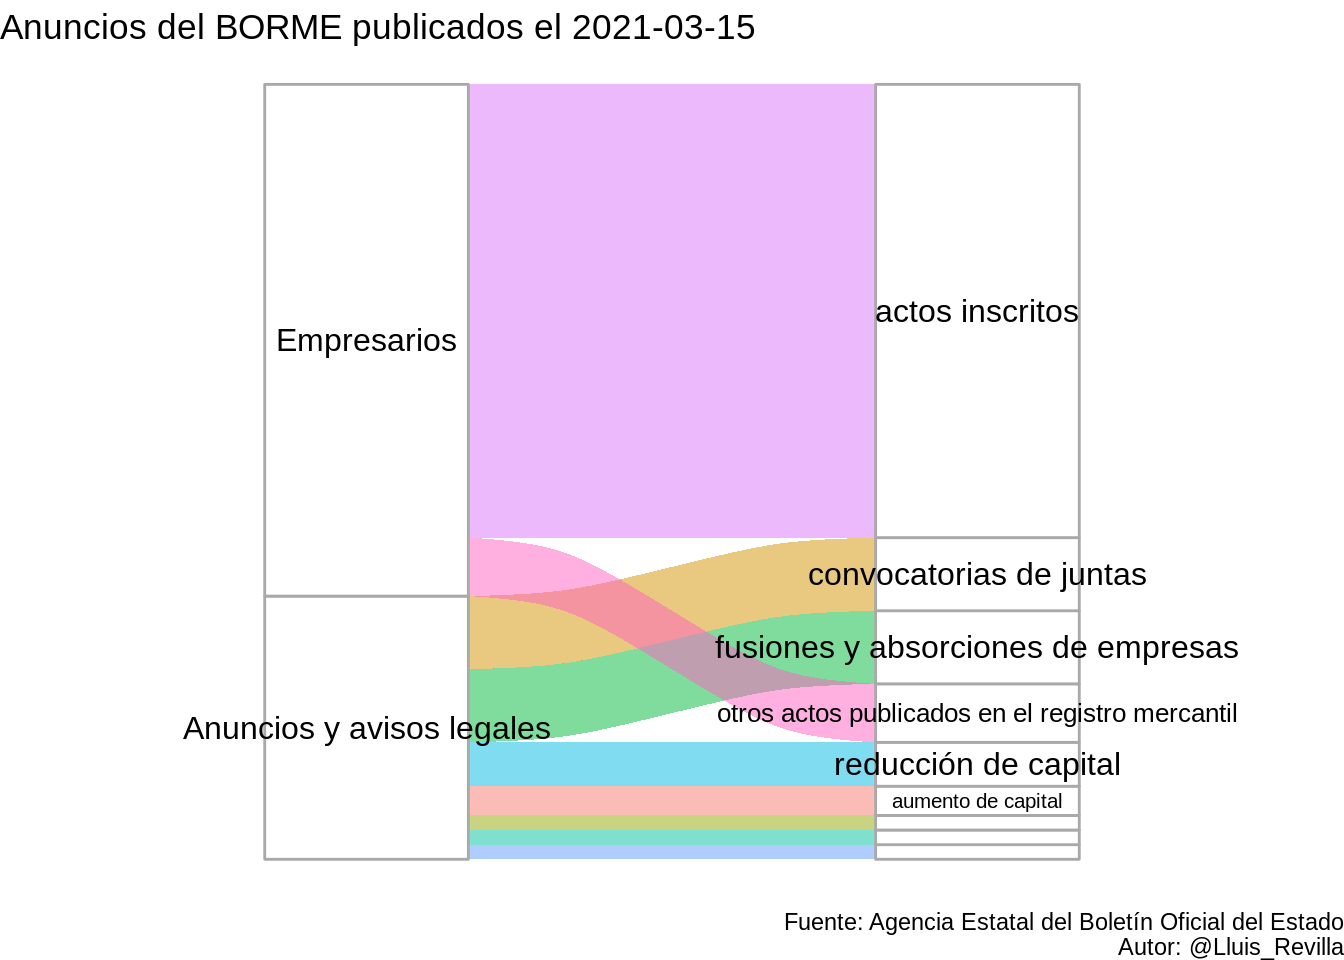 Anuncios del BORME publicados el 2021-03-15
actos inscritos
Empresarios
convocatorias de juntas
fusiones y absorciones de empresas
otros actos publicados en el registro mercantil
Anuncios y avisos legales
reducción de capital
aumento de capital
Fuente: Agencia Estatal del Boletín Oficial del Estado
Autor: @Lluis_Revilla